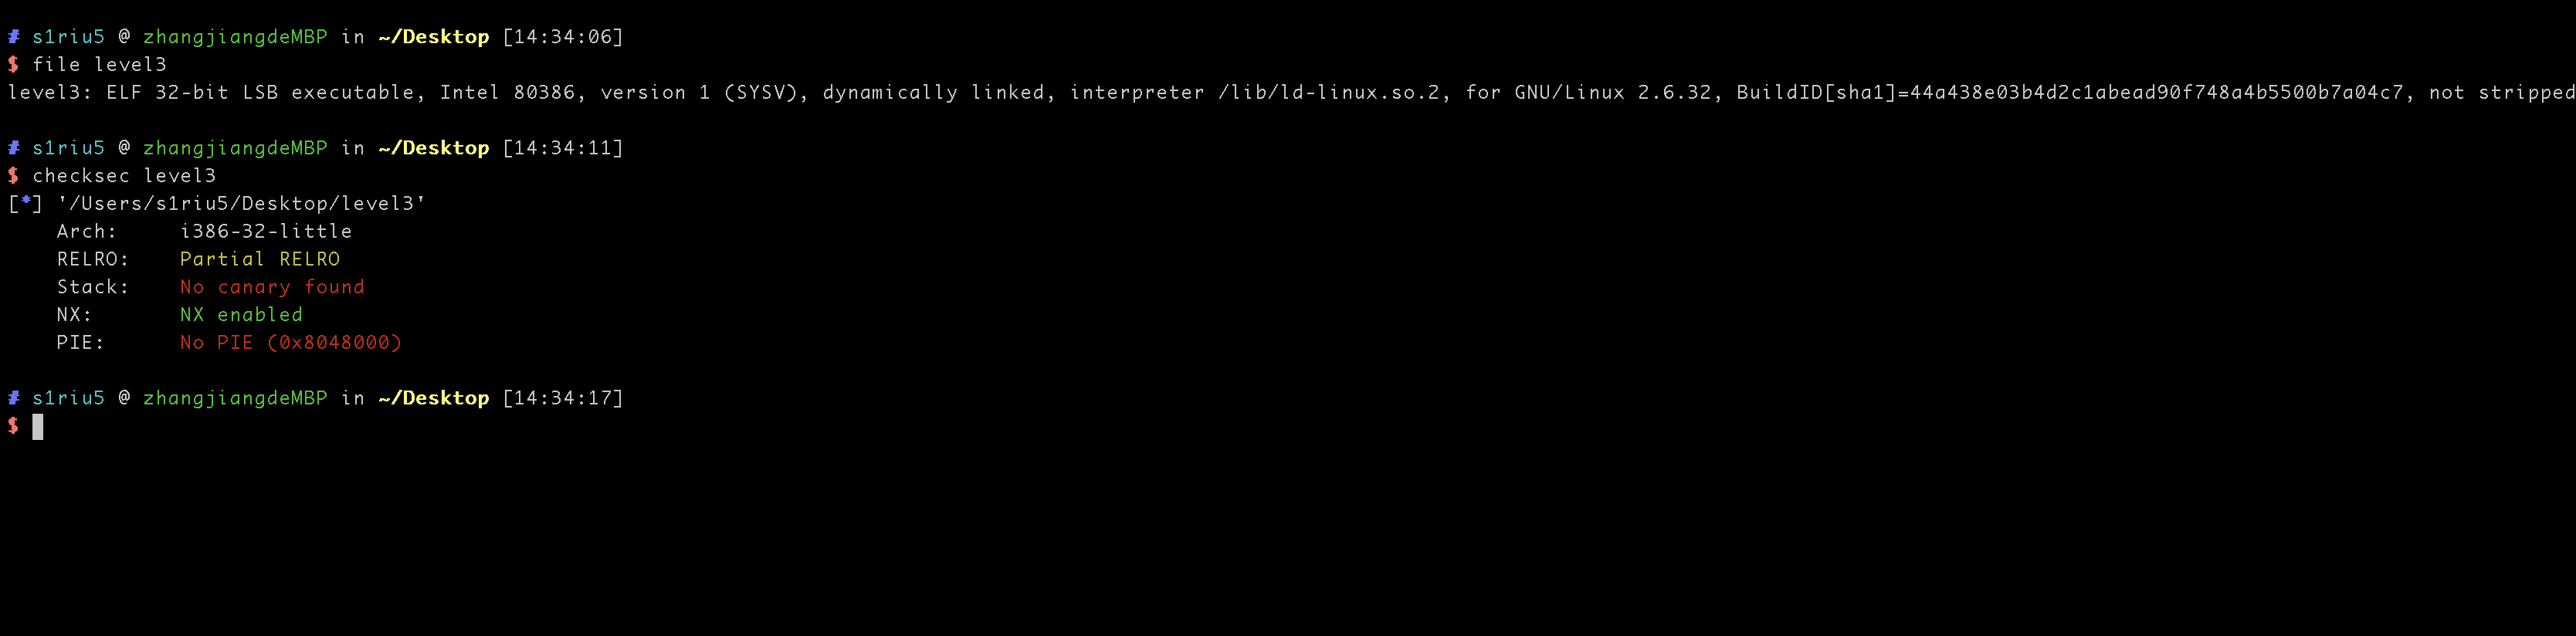 # s1riu5 @ zhangjiangdeMBP in ~/Desktop [14:34:06]
$ file level3
level3: ELF 32-bit LSB executable, Intel 80386, version 1 (SYSV), dynamically linked, interpreter /lib/ld-linux.so.2, for GNU/Linux 2.6.32, BuildID[sha1]=44a438e03b4d2c1abead90f748a4b5500b7a04c7, not stripped
# s1riu5 @ zhangjiangdeMBP in ~/Desktop [14:34:11]
$ checksec level3
[*] '/Users/s1riu5/Desktop/level3'
Arch: i386-32-little
RELRO: Partial RELRO
Stack: No canary found
NX: NX enabled
PIE: No PIE (0x8048000)
# s1riu5 @ zhangjiangdeMBP in ~/Desktop [14:34:17]
$